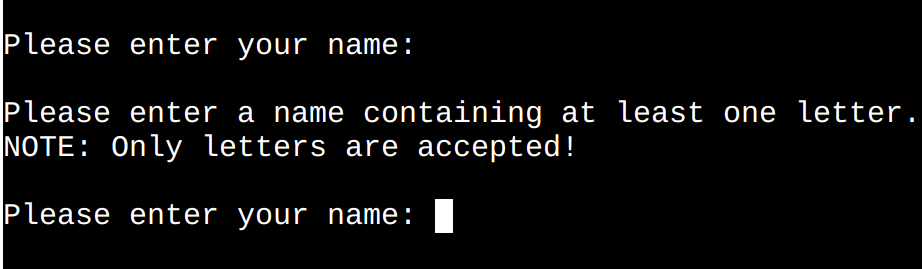 Please enter your name:
Please enter a name containing at least one letter.
NOTE: Only letters are accepted!
Please enter your name: